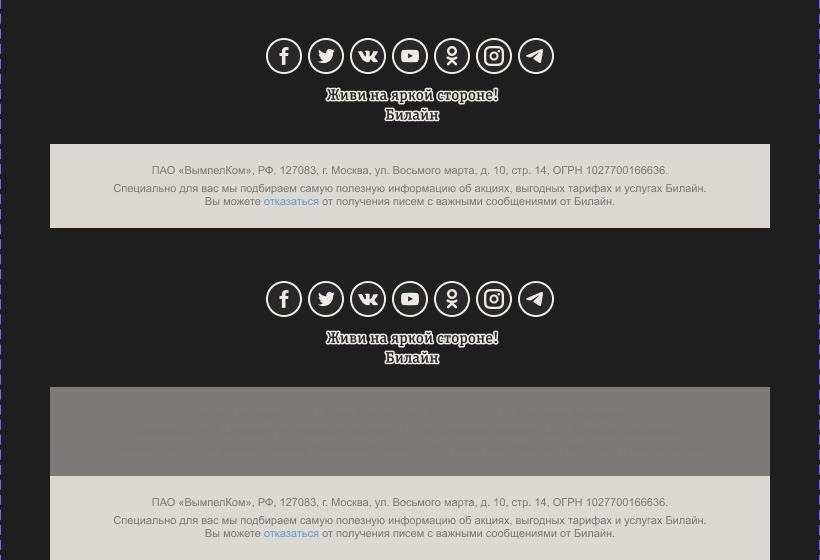 Живи на яркой стороне!
Билайн
ПАО «ВымпелКом», РФ, 127083, г. Москва, ул. Восьмого марта, д. 10, стр. 14, ОГРН 1027700166636.
Специально для вас мы подбираем самую полезную информацию об акциях, выгодных тарифах и услугах Билайн.
Вы можете отказаться от получения писем с важными сообщениями от Билайн.
Живи на яркой стороне!
Билайн
ПАО «ВымпелКом», РФ, 127083, г. Москва, ул. Восьмого марта, д. 10, стр. 14, ОГРН 1027700166636.
Специально для вас мы подбираем самую полезную информацию об акциях, выгодных тарифах и услугах Билайн.
Вы можете отказаться от получения писем с важными сообщениями от Билайн.